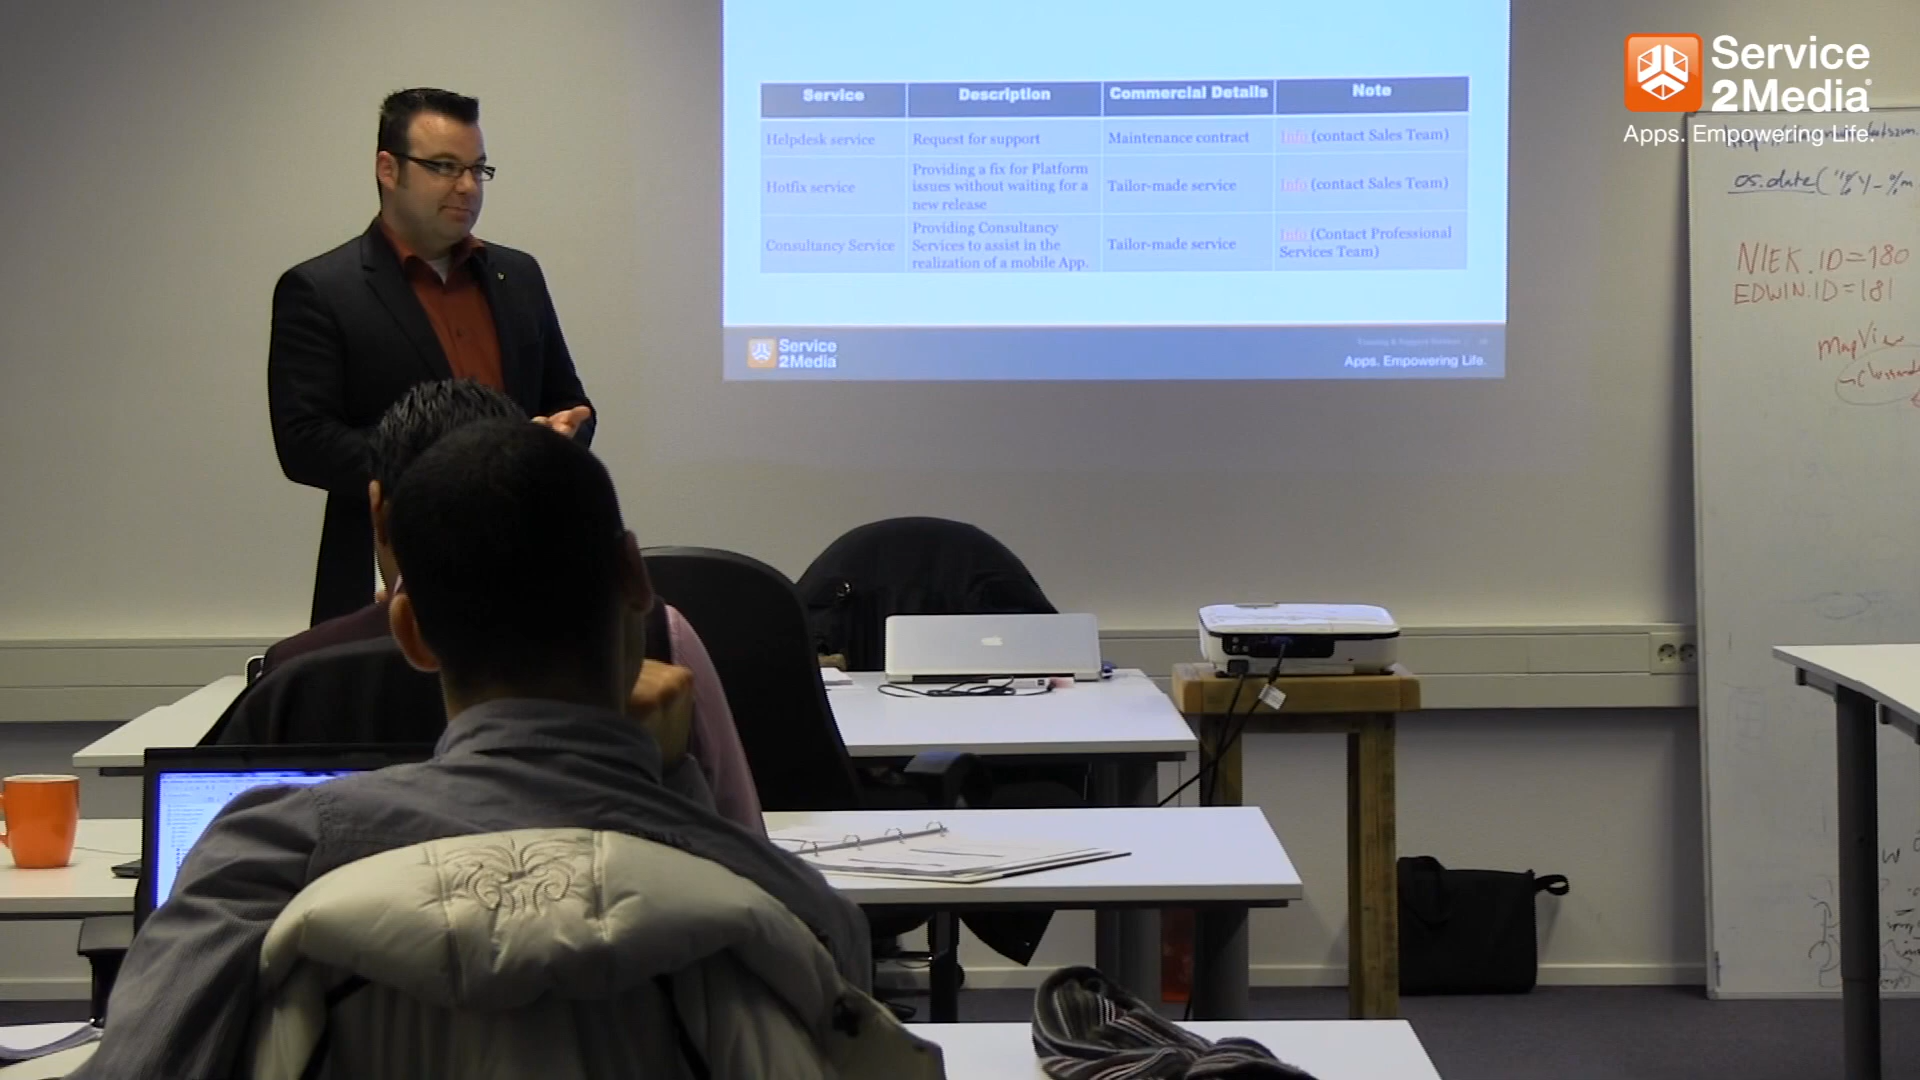 Service
2Media
Apps. Empowering Life.
Service Description Commercial Details Note
Helpdesk service Request for support Maintenance contract Info (contact Sales Team)
Hotfix service Providing a fix for Platform issues without waiting for a new release Tailor-made service Info (contact Sales Team)
Consultancy Service Providing Consultancy Services to assist in the realization of a mobile App. Tailor-made service Info (Contact Professional Services Team)
Service
2Media
Apps. Empowering Life.
os.date("%Y-%m
NIEK.ID=180
EDWIN.ID=181
MapView